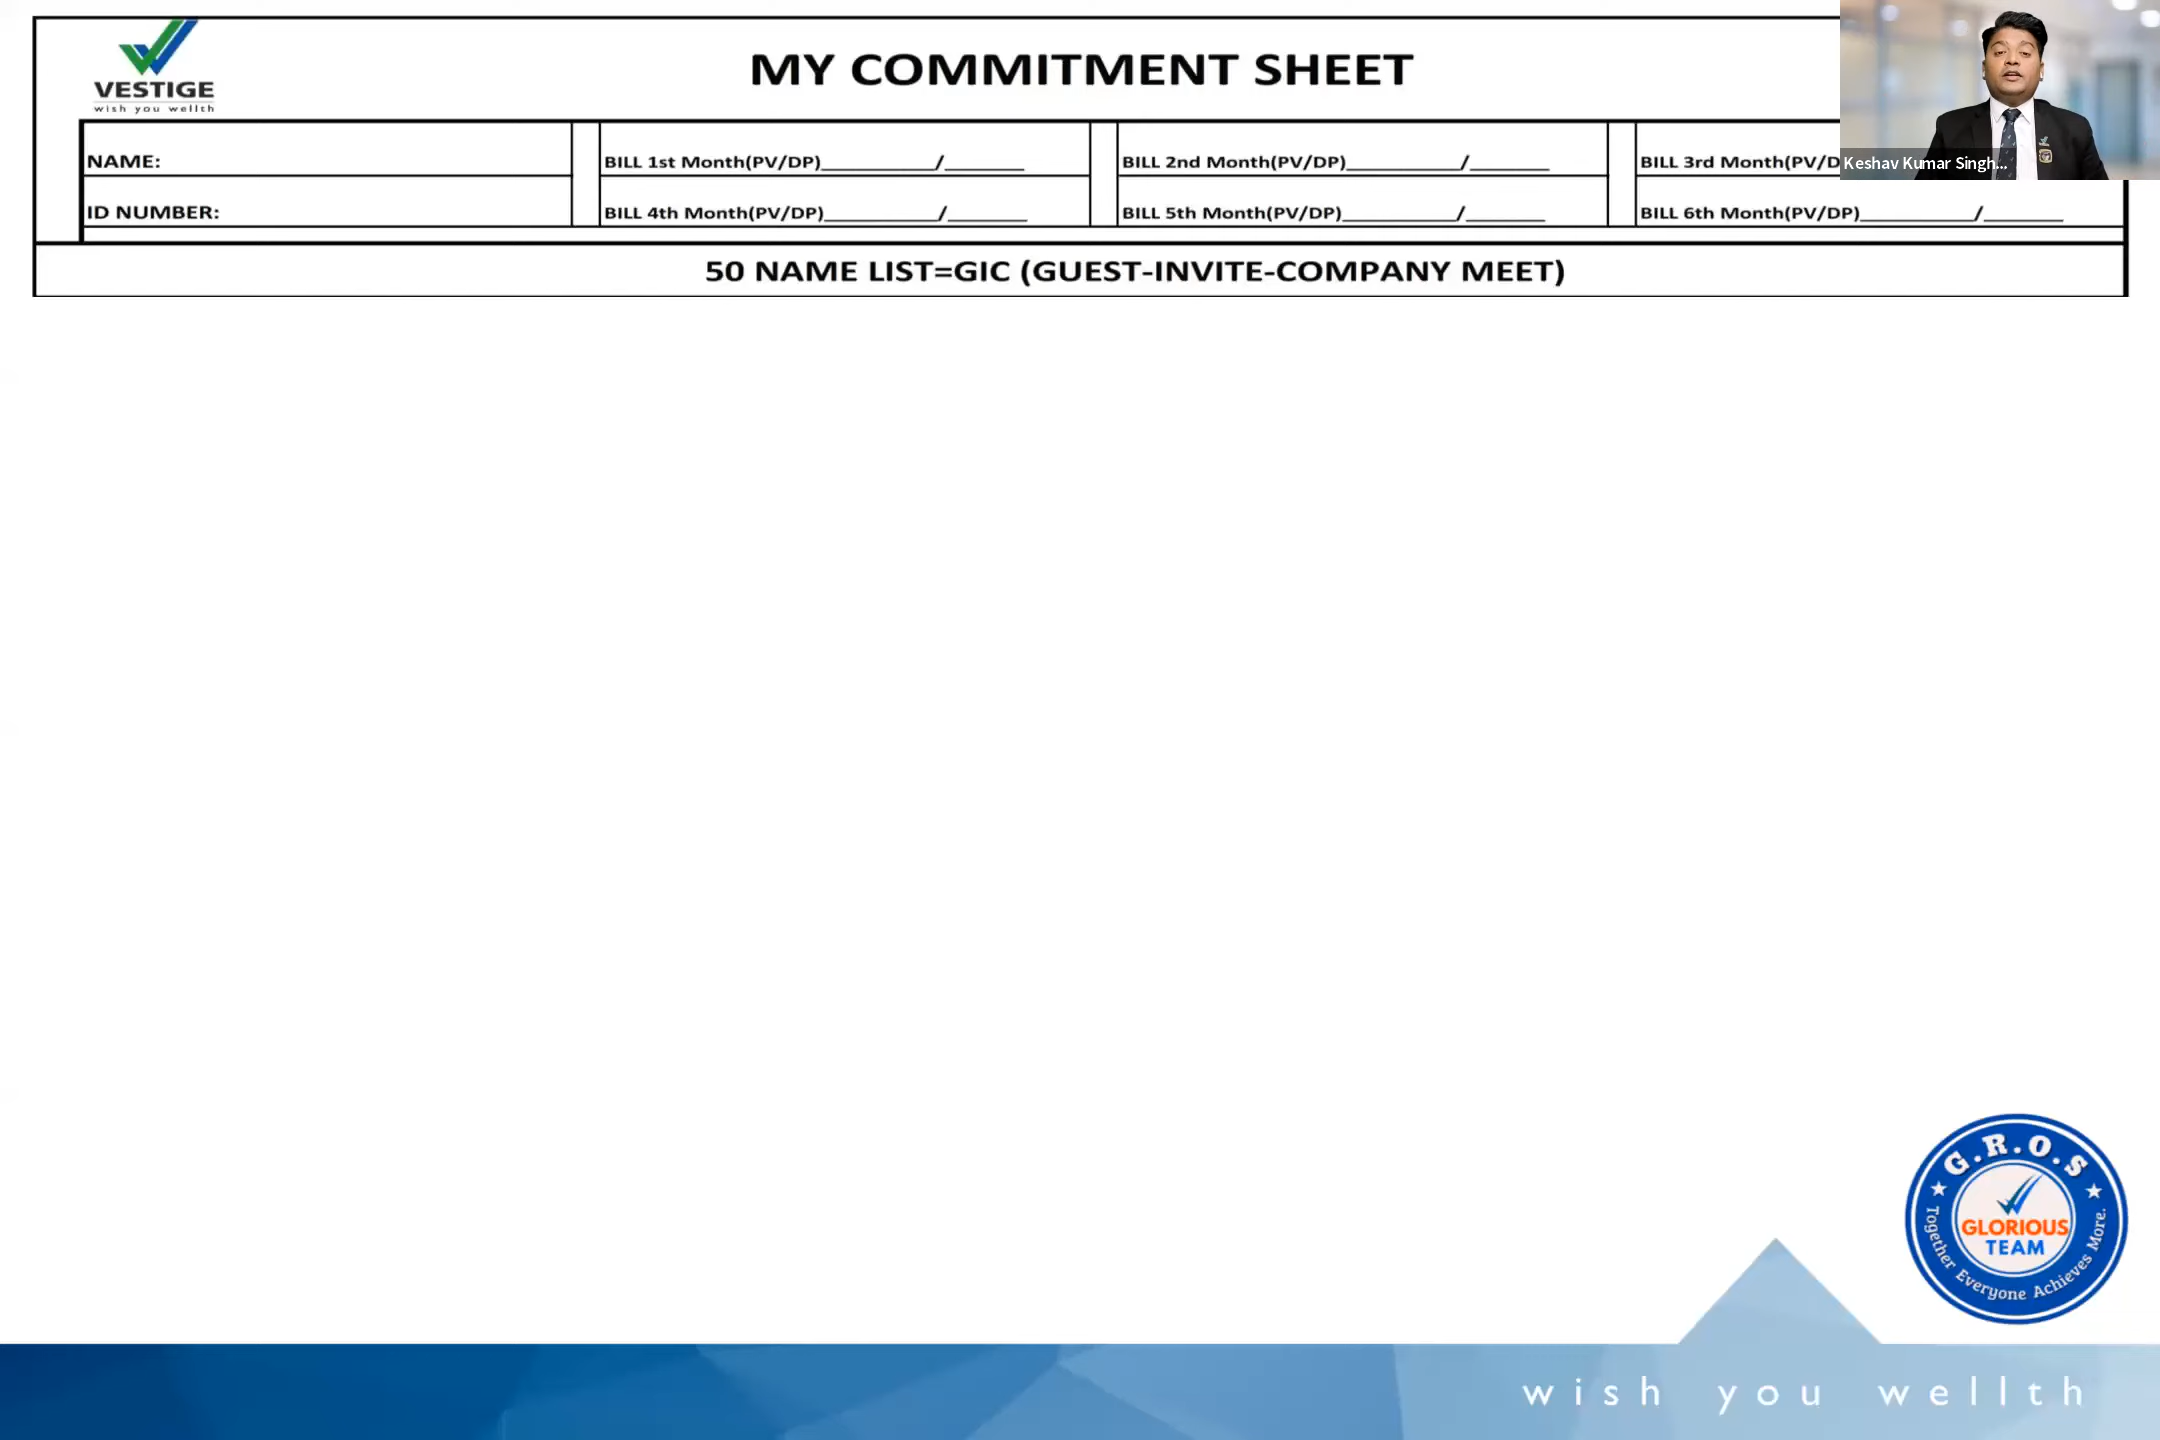 VESTIGE
wish you wellth
MY COMMITMENT SHEET
NAME:
BILL 1st Month(PV/DP)__________/_______
BILL 2nd Month(PV/DP)__________/_______
BILL 3rd Month(PV/D
Keshav Kumar Singh...
ID NUMBER:
BILL 4th Month(PV/DP)__________/_______
BILL 5th Month(PV/DP)__________/_______
BILL 6th Month(PV/DP)__________/_______
50 NAME LIST=GIC (GUEST-INVITE-COMPANY MEET)
G.R.O.S
GLORIOUS
TEAM
Together Everyone Achieves More.
wish you wellth